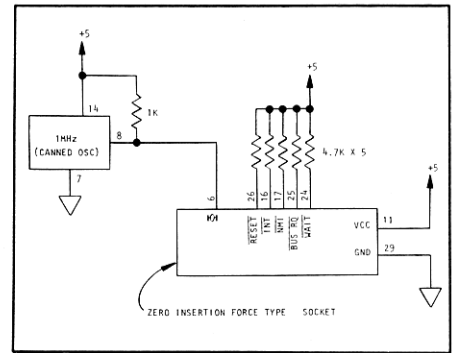 +5
+5
14
1K
1MHz
(CANNED OSC)
8
7
4.7K X 5
+5
6
26
16
17
25
24
RESET
INT
NMI
BUS RQ
WAIT
VCC
11
GND
29
ZERO INSERTION FORCE TYPE SOCKET